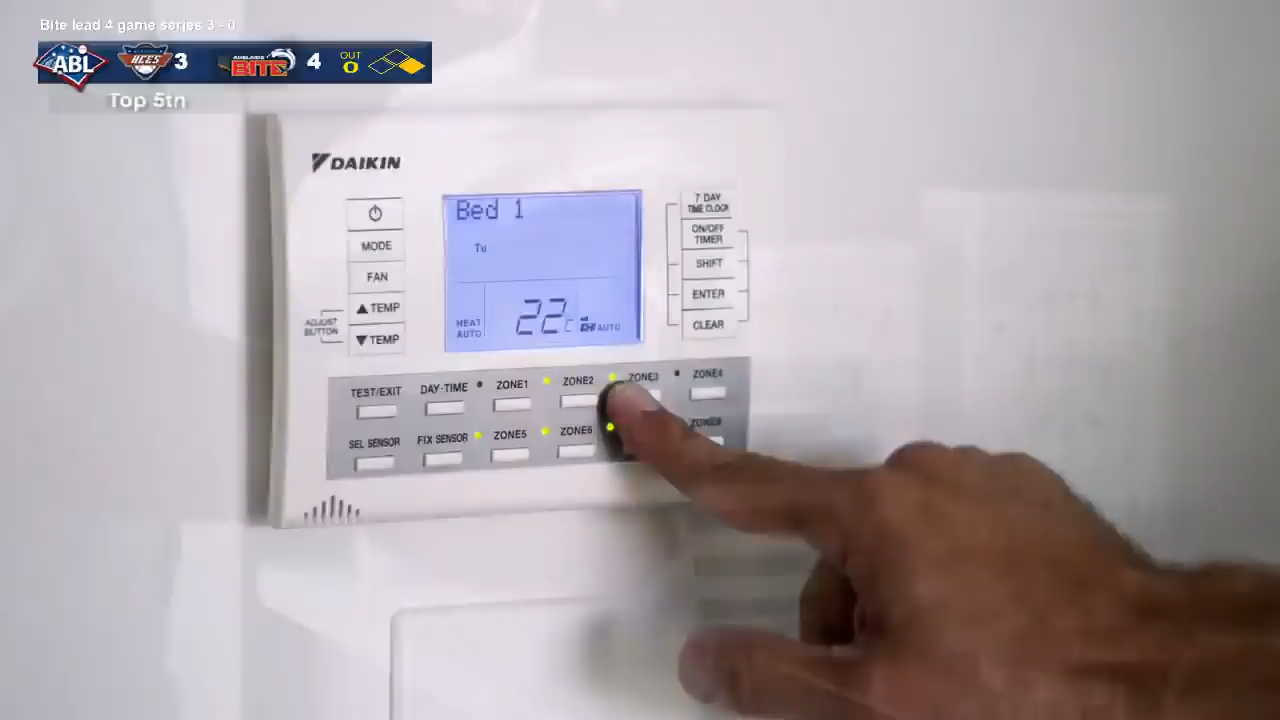 Bite lead 4 game series 3 - 0
ABL ACES 3 ADELAIDE BITE 4 OUT 0
Top 5th
DAIKIN
MODE
FAN
TEMP
TEMP
ADJUST
BUTTON
Bed 1
Tu
HEAT
AUTO
22c
AUTO
7 DAY
TIME CLOCK
ON/OFF
TIMER
SHIFT
ENTER
CLEAR
TEST/EXIT DAY-TIME ZONE1 ZONE2 ZONE3 ZONE4
SEL SENSOR FIX SENSOR ZONE5 ZONE6 ZONE8